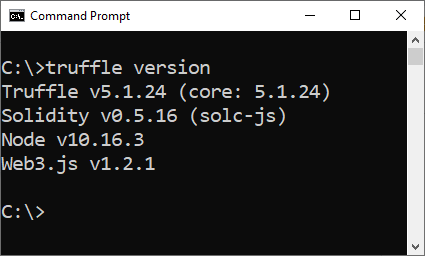 Command Prompt
C:\>truffle version
Truffle v5.1.24 (core: 5.1.24)
Solidity v0.5.16 (solc-js)
Node v10.16.3
Web3.js v1.2.1
C:\>